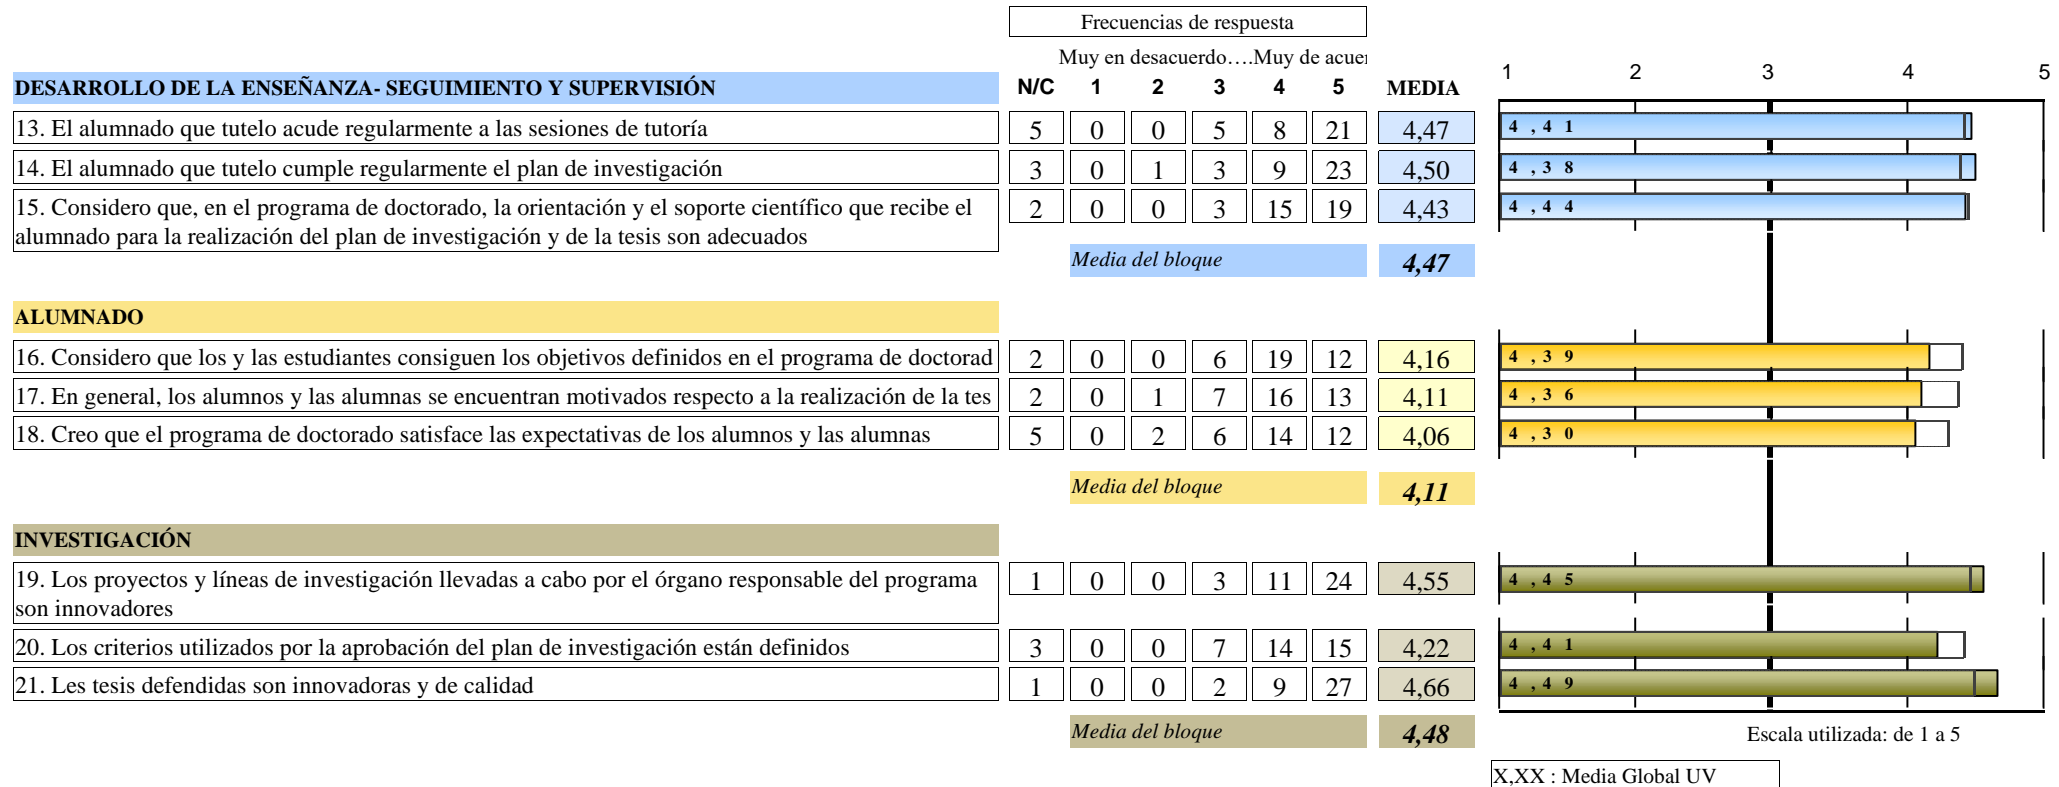 Frecuencias de respuesta
Muy en desacuerdo….Muy de acuer
DESARROLLO DE LA ENSEÑANZA- SEGUIMIENTO Y SUPERVISIÓN N/C 1 2 3 4 5 MEDIA 1 2 3 4 5
13. El alumnado que tutelo acude regularmente a las sesiones de tutoría 5 0 0 5 8 21 4,47 4,41
14. El alumnado que tutelo cumple regularmente el plan de investigación 3 0 1 3 9 23 4,50 4,38
15. Considero que, en el programa de doctorado, la orientación y el soporte científico que recibe el 2 0 0 3 15 19 4,43 4,44
alumnado para la realización del plan de investigación y de la tesis son adecuados
Media del bloque 4,47
ALUMNADO
16. Considero que los y las estudiantes consiguen los objetivos definidos en el programa de doctorad 2 0 0 6 19 12 4,16 4,39
17. En general, los alumnos y las alumnas se encuentran motivados respecto a la realización de la tes 2 0 1 7 16 13 4,11 4,36
18. Creo que el programa de doctorado satisface las expectativas de los alumnos y las alumnas 5 0 2 6 14 12 4,06 4,30
Media del bloque 4,11
INVESTIGACIÓN
19. Los proyectos y líneas de investigación llevadas a cabo por el órgano responsable del programa 1 0 0 3 11 24 4,55 4,45
son innovadores
20. Los criterios utilizados por la aprobación del plan de investigación están definidos 3 0 0 7 14 15 4,22 4,41
21. Les tesis defendidas son innovadoras y de calidad 1 0 0 2 9 27 4,66 4,49
Media del bloque 4,48
Escala utilizada: de 1 a 5
X,XX : Media Global UV